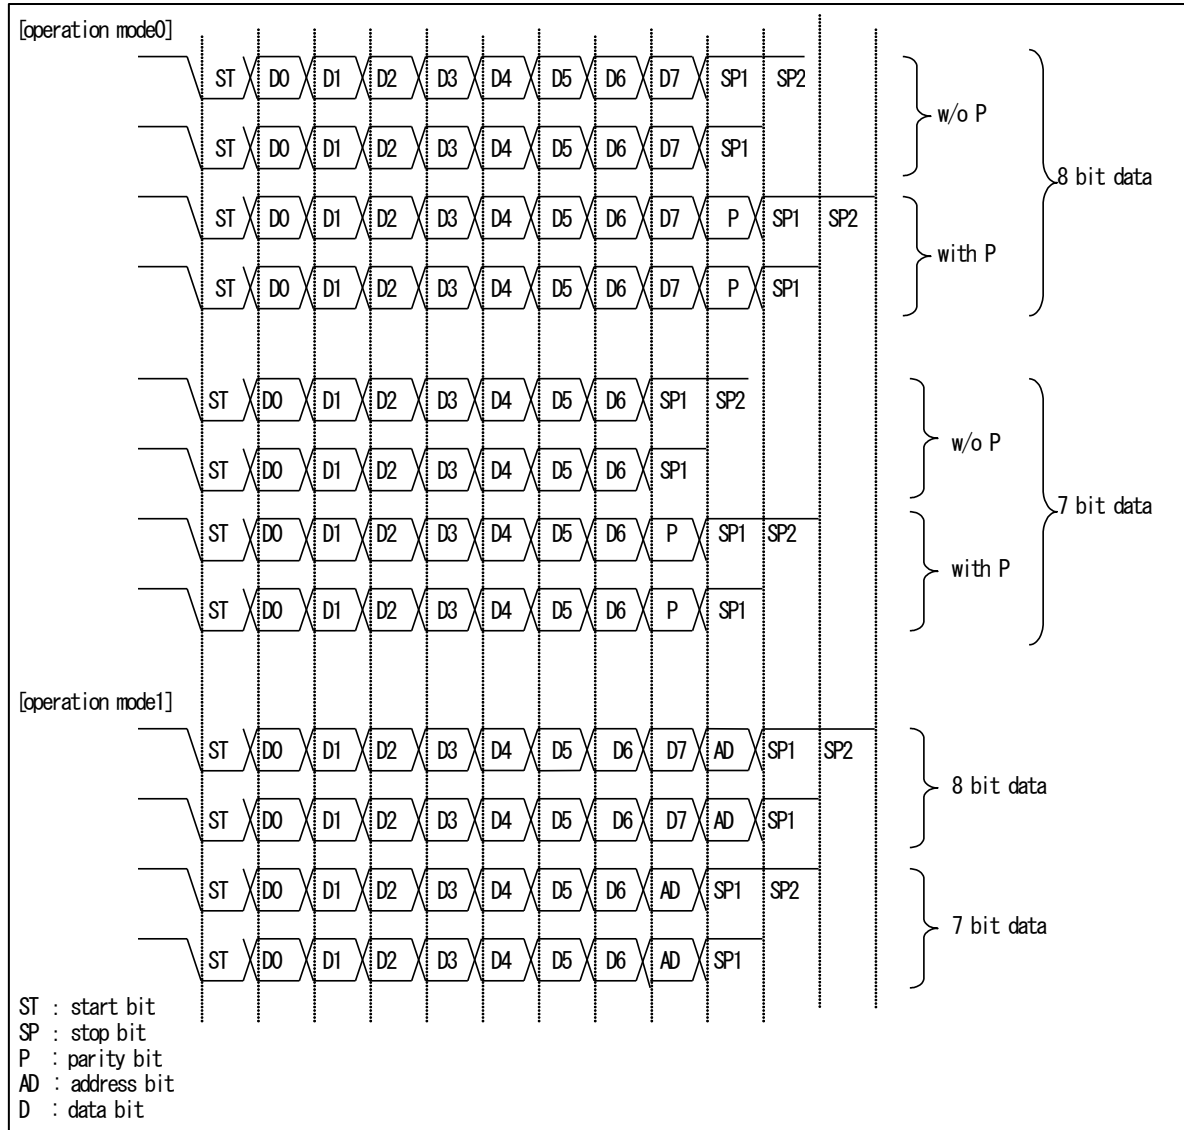 [operation mode0]
ST D0 D1 D2 D3 D4 D5 D6 D7 SP1 SP2
w/o P
ST D0 D1 D2 D3 D4 D5 D6 D7 SP1
8 bit data
ST D0 D1 D2 D3 D4 D5 D6 D7 P SP1 SP2
with P
ST D0 D1 D2 D3 D4 D5 D6 D7 P SP1
ST D0 D1 D2 D3 D4 D5 D6 SP1 SP2
w/o P
ST D0 D1 D2 D3 D4 D5 D6 SP1
7 bit data
ST D0 D1 D2 D3 D4 D5 D6 P SP1 SP2
with P
ST D0 D1 D2 D3 D4 D5 D6 P SP1
[operation mode1]
ST D0 D1 D2 D3 D4 D5 D6 D7 AD SP1 SP2
8 bit data
ST D0 D1 D2 D3 D4 D5 D6 D7 AD SP1
ST D0 D1 D2 D3 D4 D5 D6 AD SP1 SP2
7 bit data
ST D0 D1 D2 D3 D4 D5 D6 AD SP1
ST : start bit
SP : stop bit
P : parity bit
AD : address bit
D : data bit